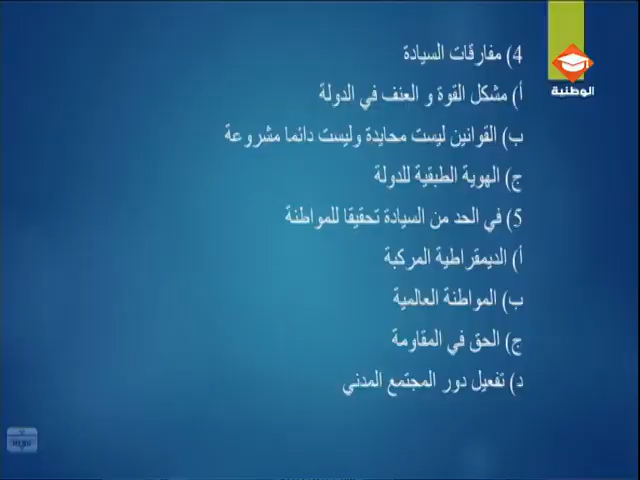 4) مفارقات السيادة
الوطنية
أ) مشكل القوة و العنف في الدولة
ب) القوانين ليست محايدة وليست دائما مشروعة
ج) الهوية الطبقية للدولة
5) في الحد من السيادة تحقيقا للمواطنة
أ) الديمقراطية المركبة
ب) المواطنة العالمية
ج) الحق في المقاومة
د) تفعيل دور المجتمع المدني